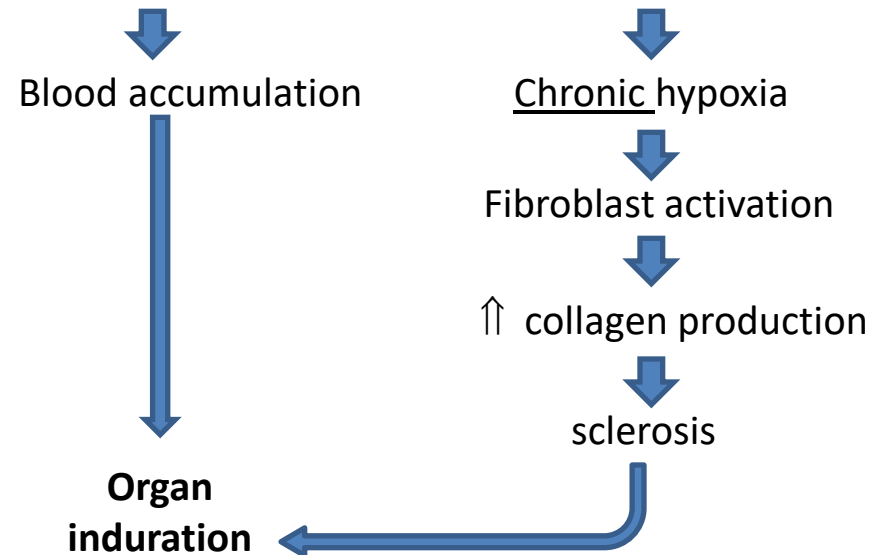 Blood accumulation
Chronic hypoxia
Fibroblast activation
⇑ collagen production
sclerosis
Organ
induration